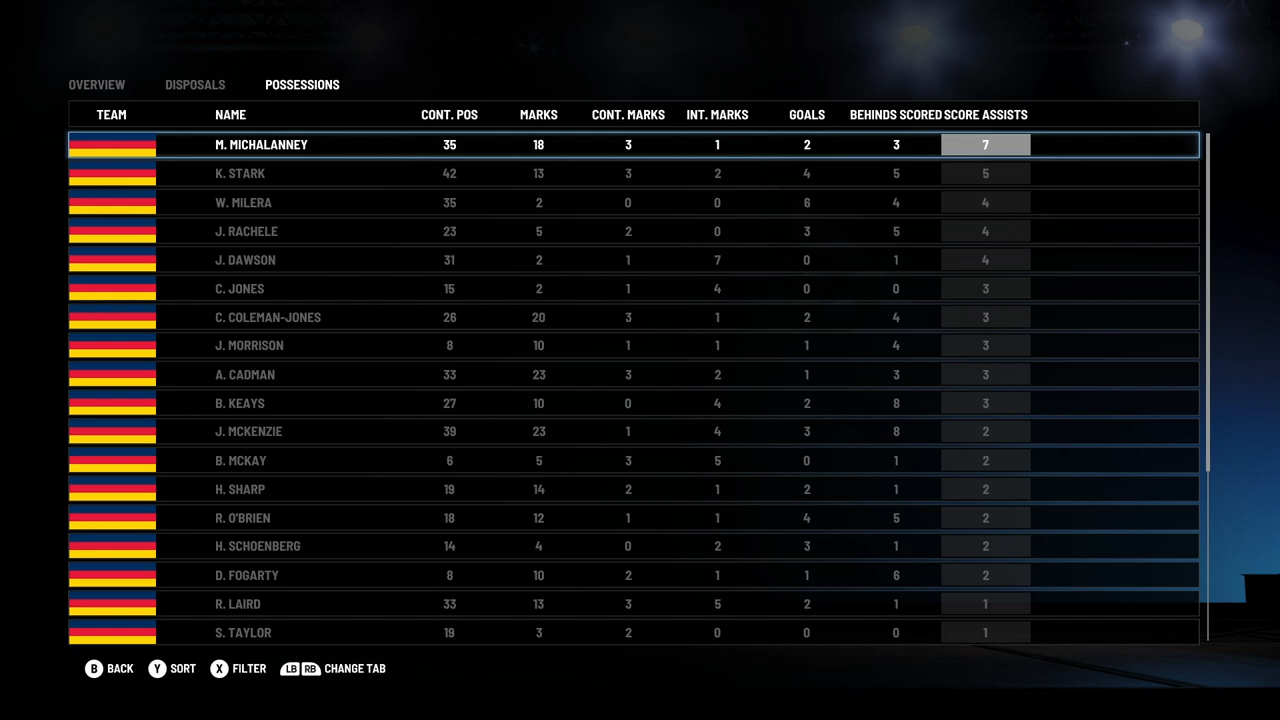 OVERVIEW DISPOSALS POSSESSIONS
TEAM NAME CONT. POS MARKS CONT. MARKS INT. MARKS GOALS BEHINDS SCORED SCORE ASSISTS
M. MICHALANNEY 35 18 3 1 2 3 7
K. STARK 42 13 3 2 4 5 5
W. MILERA 35 2 0 0 6 4 4
J. RACHELE 23 5 2 0 3 5 4
J. DAWSON 31 2 1 7 0 1 4
C. JONES 15 2 1 4 0 0 3
C. COLEMAN-JONES 26 20 3 1 2 4 3
J. MORRISON 8 10 1 1 1 4 3
A. CADMAN 33 23 3 2 1 3 3
B. KEAYS 27 10 0 4 2 8 3
J. MCKENZIE 39 23 1 4 3 8 2
B. MCKAY 6 5 3 5 0 1 2
H. SHARP 19 14 2 1 2 1 2
R. O'BRIEN 18 12 1 1 4 5 2
H. SCHOENBERG 14 4 0 2 3 1 2
D. FOGARTY 8 10 2 1 1 6 2
R. LAIRD 33 13 3 5 2 1 1
S. TAYLOR 19 3 2 0 0 0 1
B BACK Y SORT X FILTER LB RB CHANGE TAB